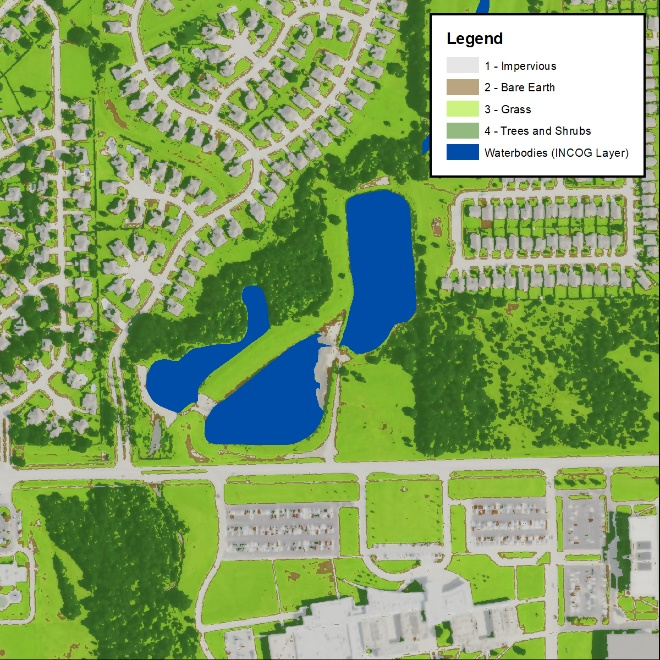 Legend
1 - Impervious
2 - Bare Earth
3 - Grass
4 - Trees and Shrubs
Waterbodies (INCOG Layer)